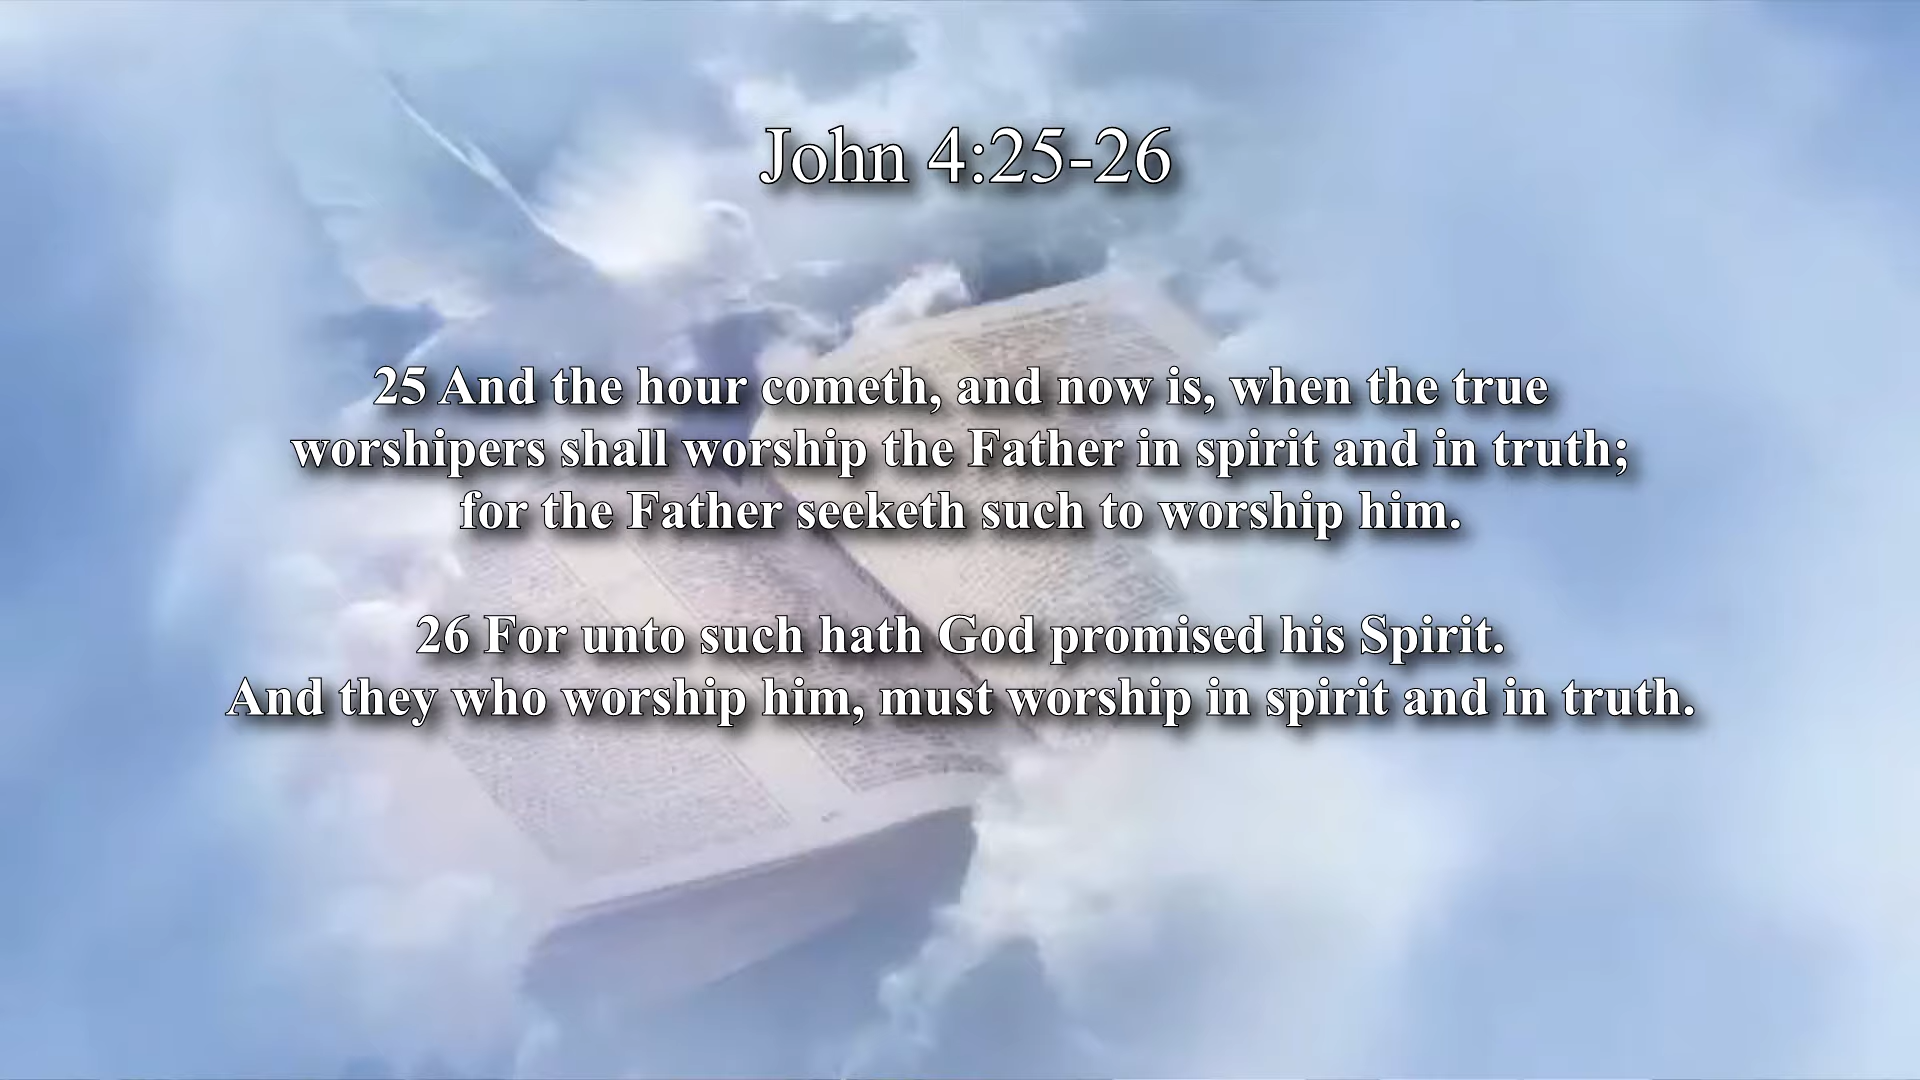 John 4:25-26
25 And the hour cometh, and now is, when the true
worshipers shall worship the Father in spirit and in truth;
for the Father seeketh such to worship him.
26 For unto such hath God promised his Spirit.
And they who worship him, must worship in spirit and in truth.